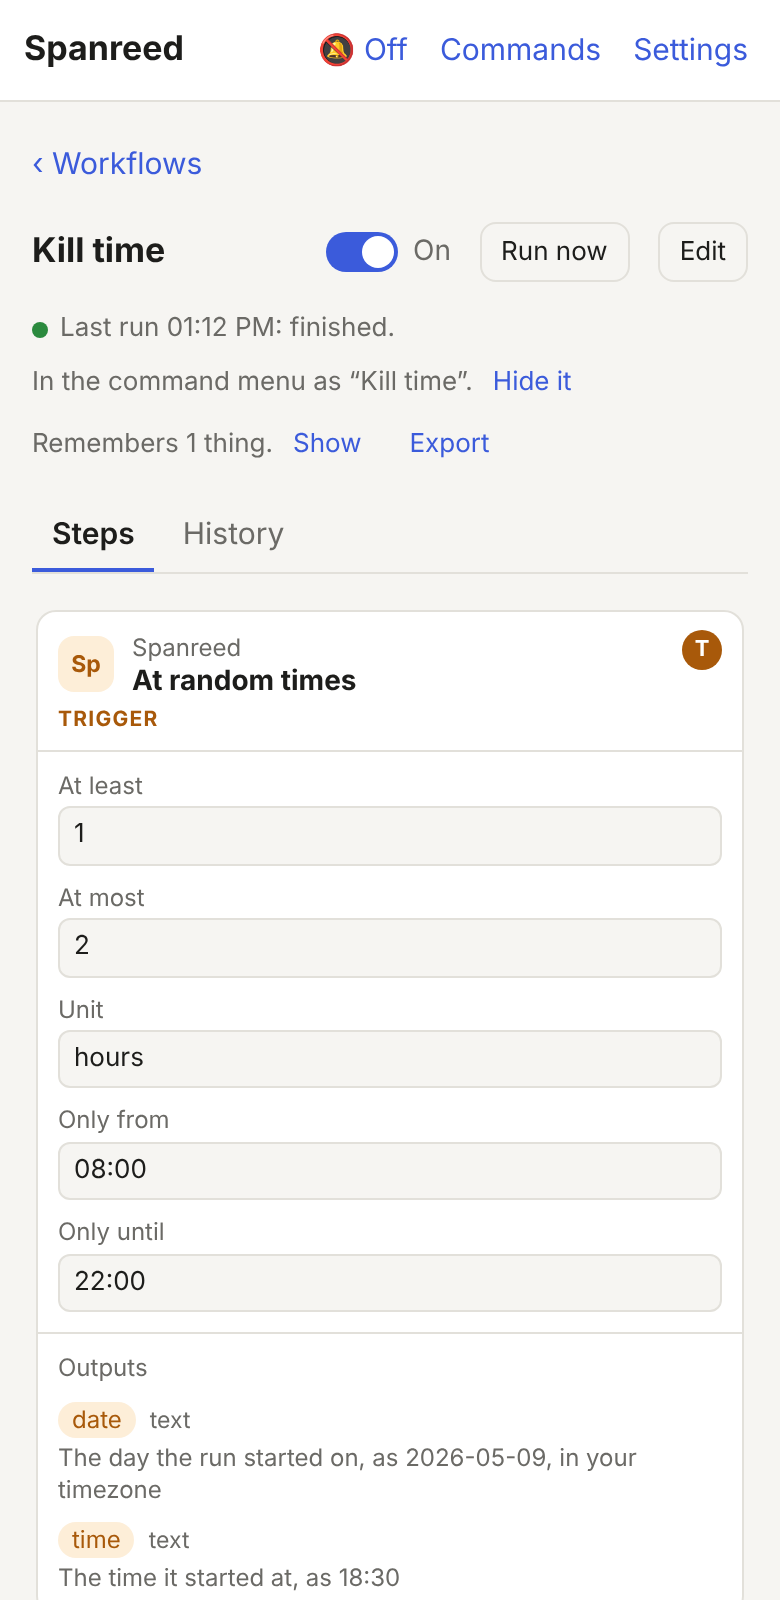 Spanreed
🔕 Off
Commands
Settings
‹ Workflows
Kill time
On
Run now
Edit
Last run 01:12 PM: finished.
In the command menu as “Kill time”. Hide it
Remembers 1 thing. Show Export
Steps
History
Sp
Spanreed
At random times
T
TRIGGER
At least
1
At most
2
Unit
hours
Only from
08:00
Only until
22:00
Outputs
date text
The day the run started on, as 2026-05-09, in your
timezone
time text
The time it started at, as 18:30